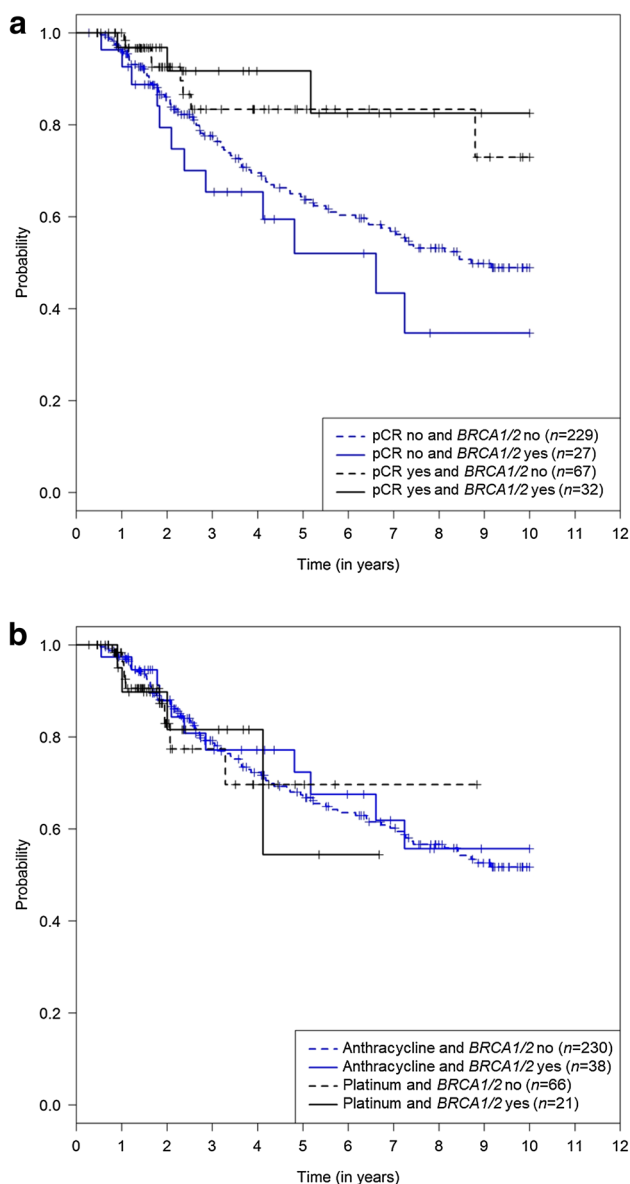 a
1.0
0.8
0.6
0.4
0.2
0.0
Probability
pCR no and BRCA1/2 no (n=229)
pCR no and BRCA1/2 yes (n=27)
pCR yes and BRCA1/2 no (n=67)
pCR yes and BRCA1/2 yes (n=32)
0 1 2 3 4 5 6 7 8 9 10 11 12
Time (in years)
b
1.0
0.8
0.6
0.4
0.2
0.0
Probability
Anthracycline and BRCA1/2 no (n=230)
Anthracycline and BRCA1/2 yes (n=38)
Platinum and BRCA1/2 no (n=66)
Platinum and BRCA1/2 yes (n=21)
0 1 2 3 4 5 6 7 8 9 10 11 12
Time (in years)